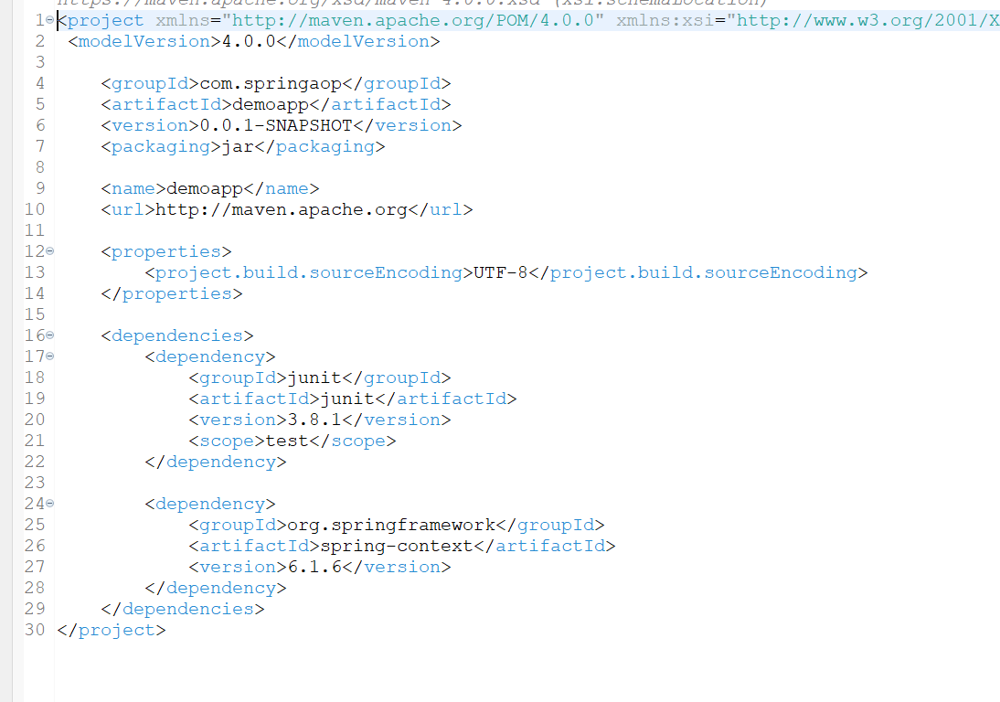 https://maven.apache.org/xsd/maven-4.0.0.xsd (xsi:schemaLocation)
1 <project xmlns="http://maven.apache.org/POM/4.0.0" xmlns:xsi="http://www.w3.org/2001/X
2 <modelVersion>4.0.0</modelVersion>
3
4 <groupId>com.springaop</groupId>
5 <artifactId>demoapp</artifactId>
6 <version>0.0.1-SNAPSHOT</version>
7 <packaging>jar</packaging>
8
9 <name>demoapp</name>
10 <url>http://maven.apache.org</url>
11
12 <properties>
13 <project.build.sourceEncoding>UTF-8</project.build.sourceEncoding>
14 </properties>
15
16 <dependencies>
17 <dependency>
18 <groupId>junit</groupId>
19 <artifactId>junit</artifactId>
20 <version>3.8.1</version>
21 <scope>test</scope>
22 </dependency>
23
24 <dependency>
25 <groupId>org.springframework</groupId>
26 <artifactId>spring-context</artifactId>
27 <version>6.1.6</version>
28 </dependency>
29 </dependencies>
30 </project>